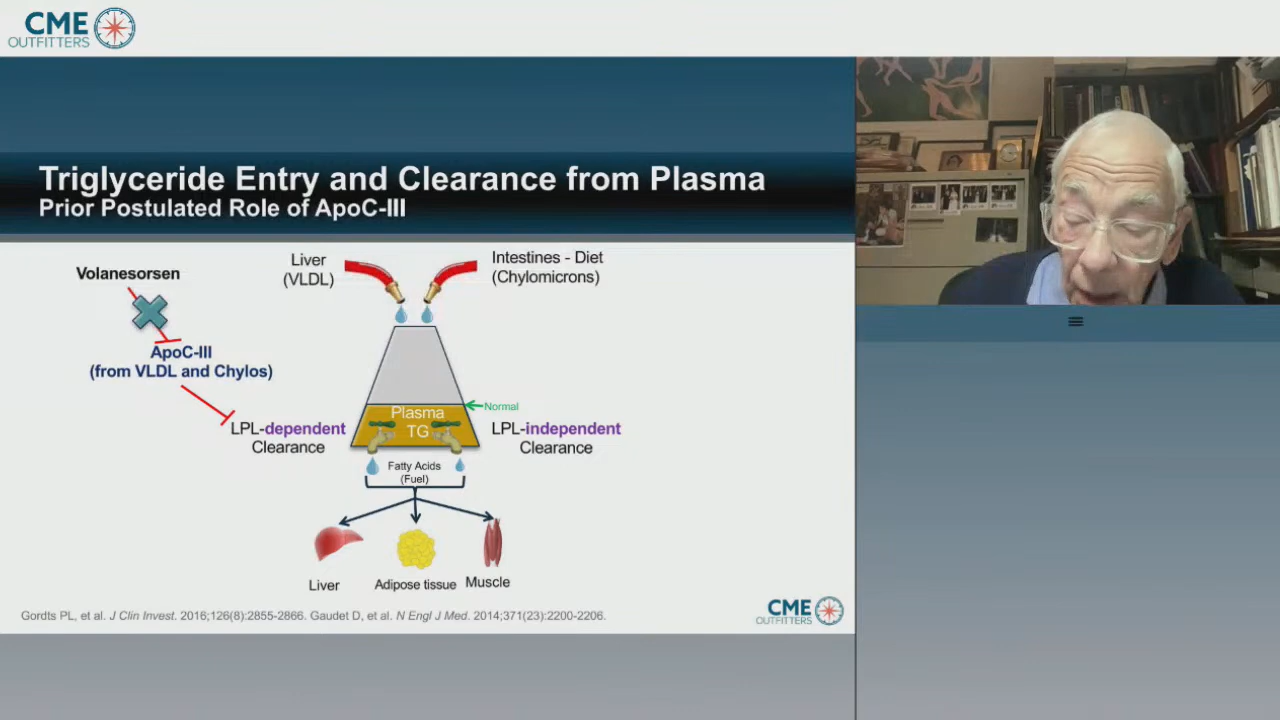 CME
OUTFITTERS
Triglyceride Entry and Clearance from Plasma
Prior Postulated Role of ApoC-III
Volanesorsen
Liver
(VLDL)
Intestines - Diet
(Chylomicrons)
ApoC-III
(from VLDL and Chylos)
Normal
Plasma
TG
LPL-dependent
Clearance
LPL-independent
Clearance
Fatty Acids
(Fuel)
Liver
Adipose tissue
Muscle
Gordts PL, et al. J Clin Invest. 2016;126(8):2855-2866. Gaudet D, et al. N Engl J Med. 2014;371(23):2200-2206.
CME
OUTFITTERS